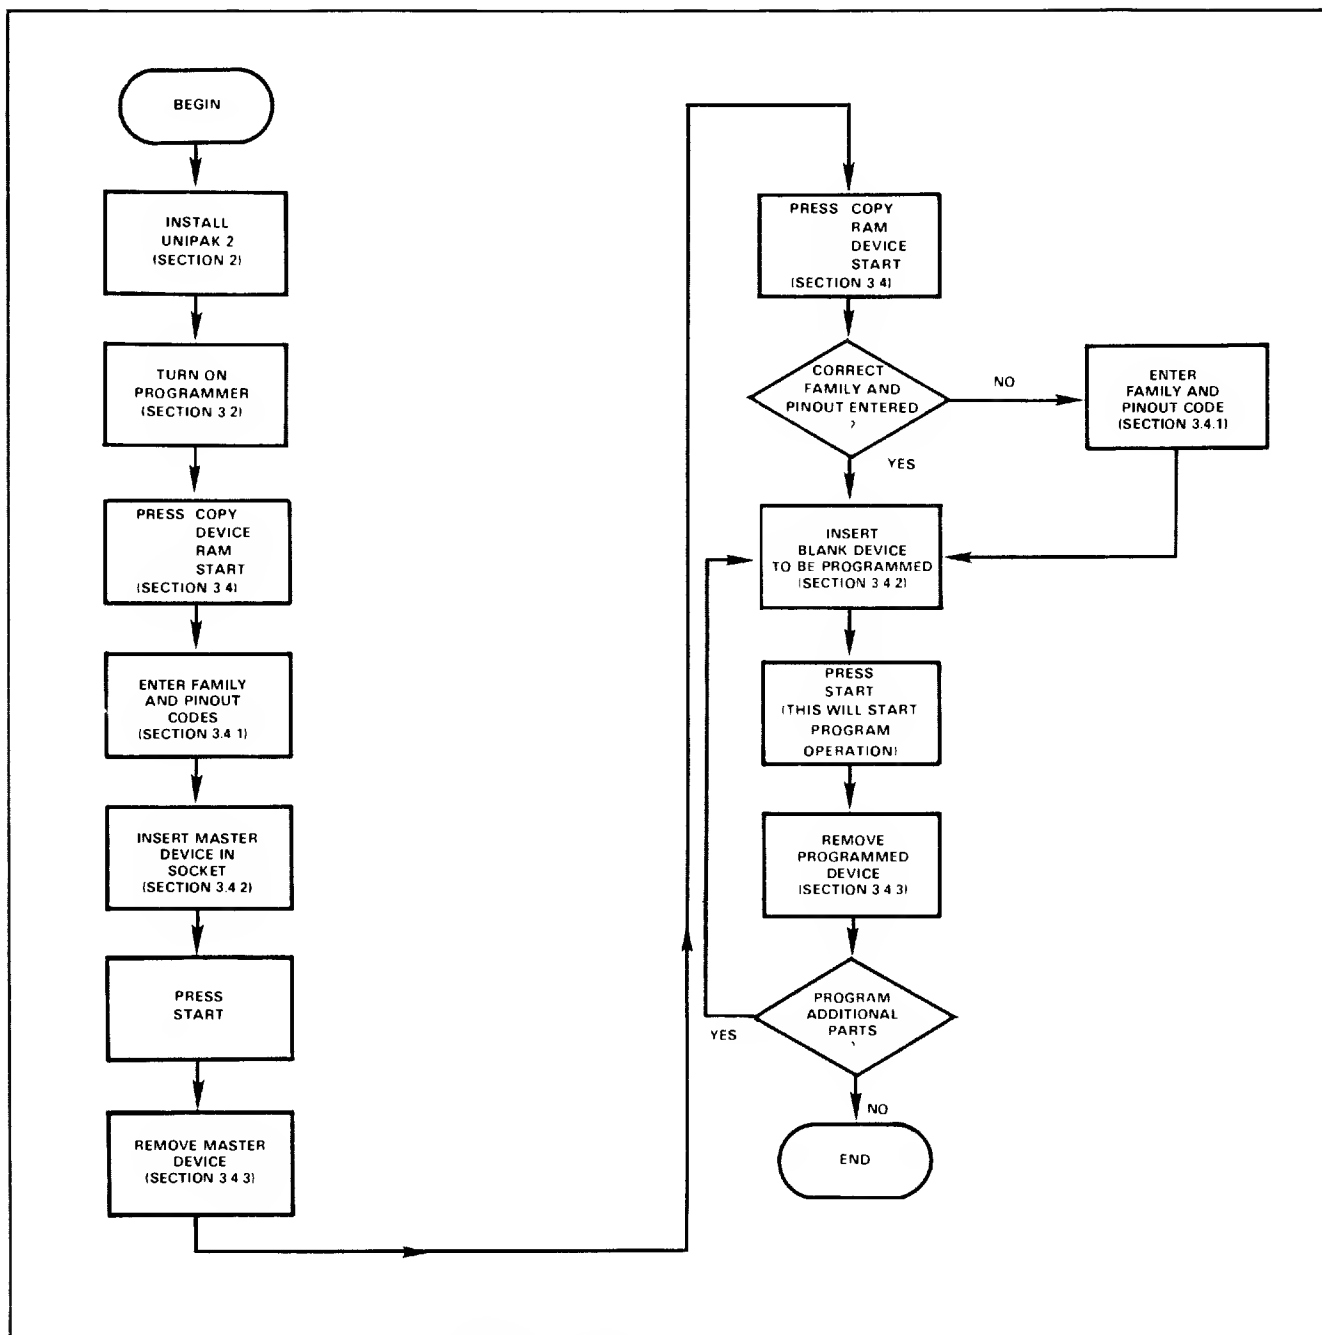 BEGIN
INSTALL
UNIPAK 2
(SECTION 2)
TURN ON
PROGRAMMER
(SECTION 3 2)
PRESS COPY
DEVICE
RAM
START
(SECTION 3 4)
ENTER FAMILY
AND PINOUT
CODES
(SECTION 3.4 1)
INSERT MASTER
DEVICE IN
SOCKET
(SECTION 3.4 2)
PRESS
START
REMOVE MASTER
DEVICE
(SECTION 3 4 3)
PRESS COPY
RAM
DEVICE
START
(SECTION 3 4)
CORRECT
FAMILY AND
PINOUT ENTERED
?
NO
ENTER
FAMILY AND
PINOUT CODE
(SECTION 3.4.1)
YES
INSERT
BLANK DEVICE
TO BE PROGRAMMED
(SECTION 3 4 2)
PRESS
START
(THIS WILL START
PROGRAM
OPERATION)
REMOVE
PROGRAMMED
DEVICE
(SECTION 3 4 3)
PROGRAM
ADDITIONAL
PARTS
?
YES
NO
END